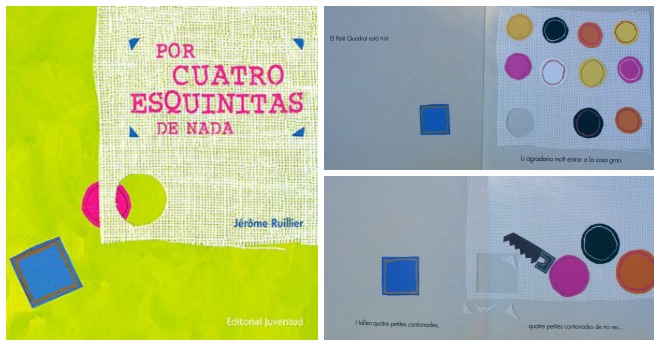 POR
CUATRO
ESQUINITAS
DE NADA
Jérôme Ruillier
Editorial Juventud
El Petit Quadrat està trist.
Li agradaria molt entrar a la casa gran.
I tallen quatre petites cantonades,
quatre petites cantonades de no res...